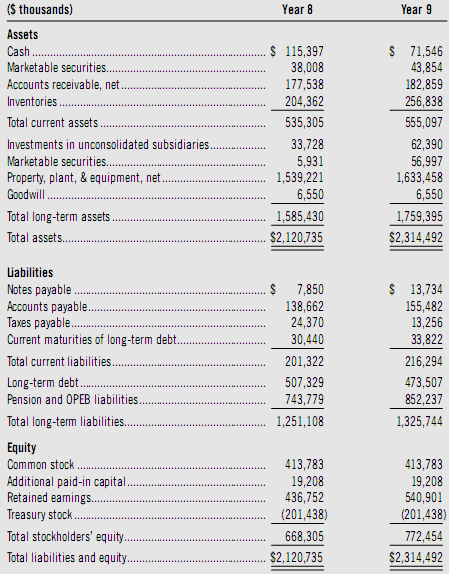 ($ thousands) Year 8 Year 9
Assets
Cash $ 115,397 $ 71,546
Marketable securities 38,008 43,854
Accounts receivable, net 177,538 182,859
Inventories 204,362 256,838
Total current assets 535,305 555,097
Investments in unconsolidated subsidiaries 33,728 62,390
Marketable securities 5,931 56,997
Property, plant, & equipment, net 1,539,221 1,633,458
Goodwill 6,550 6,550
Total long-term assets 1,585,430 1,759,395
Total assets $2,120,735 $2,314,492
Liabilities
Notes payable $ 7,850 $ 13,734
Accounts payable 138,662 155,482
Taxes payable 24,370 13,256
Current maturities of long-term debt 30,440 33,822
Total current liabilities 201,322 216,294
Long-term debt 507,329 473,507
Pension and OPEB liabilities 743,779 852,237
Total long-term liabilities 1,251,108 1,325,744
Equity
Common stock 413,783 413,783
Additional paid-in capital 19,208 19,208
Retained earnings 436,752 540,901
Treasury stock (201,438) (201,438)
Total stockholders' equity 668,305 772,454
Total liabilities and equity $2,120,735 $2,314,492